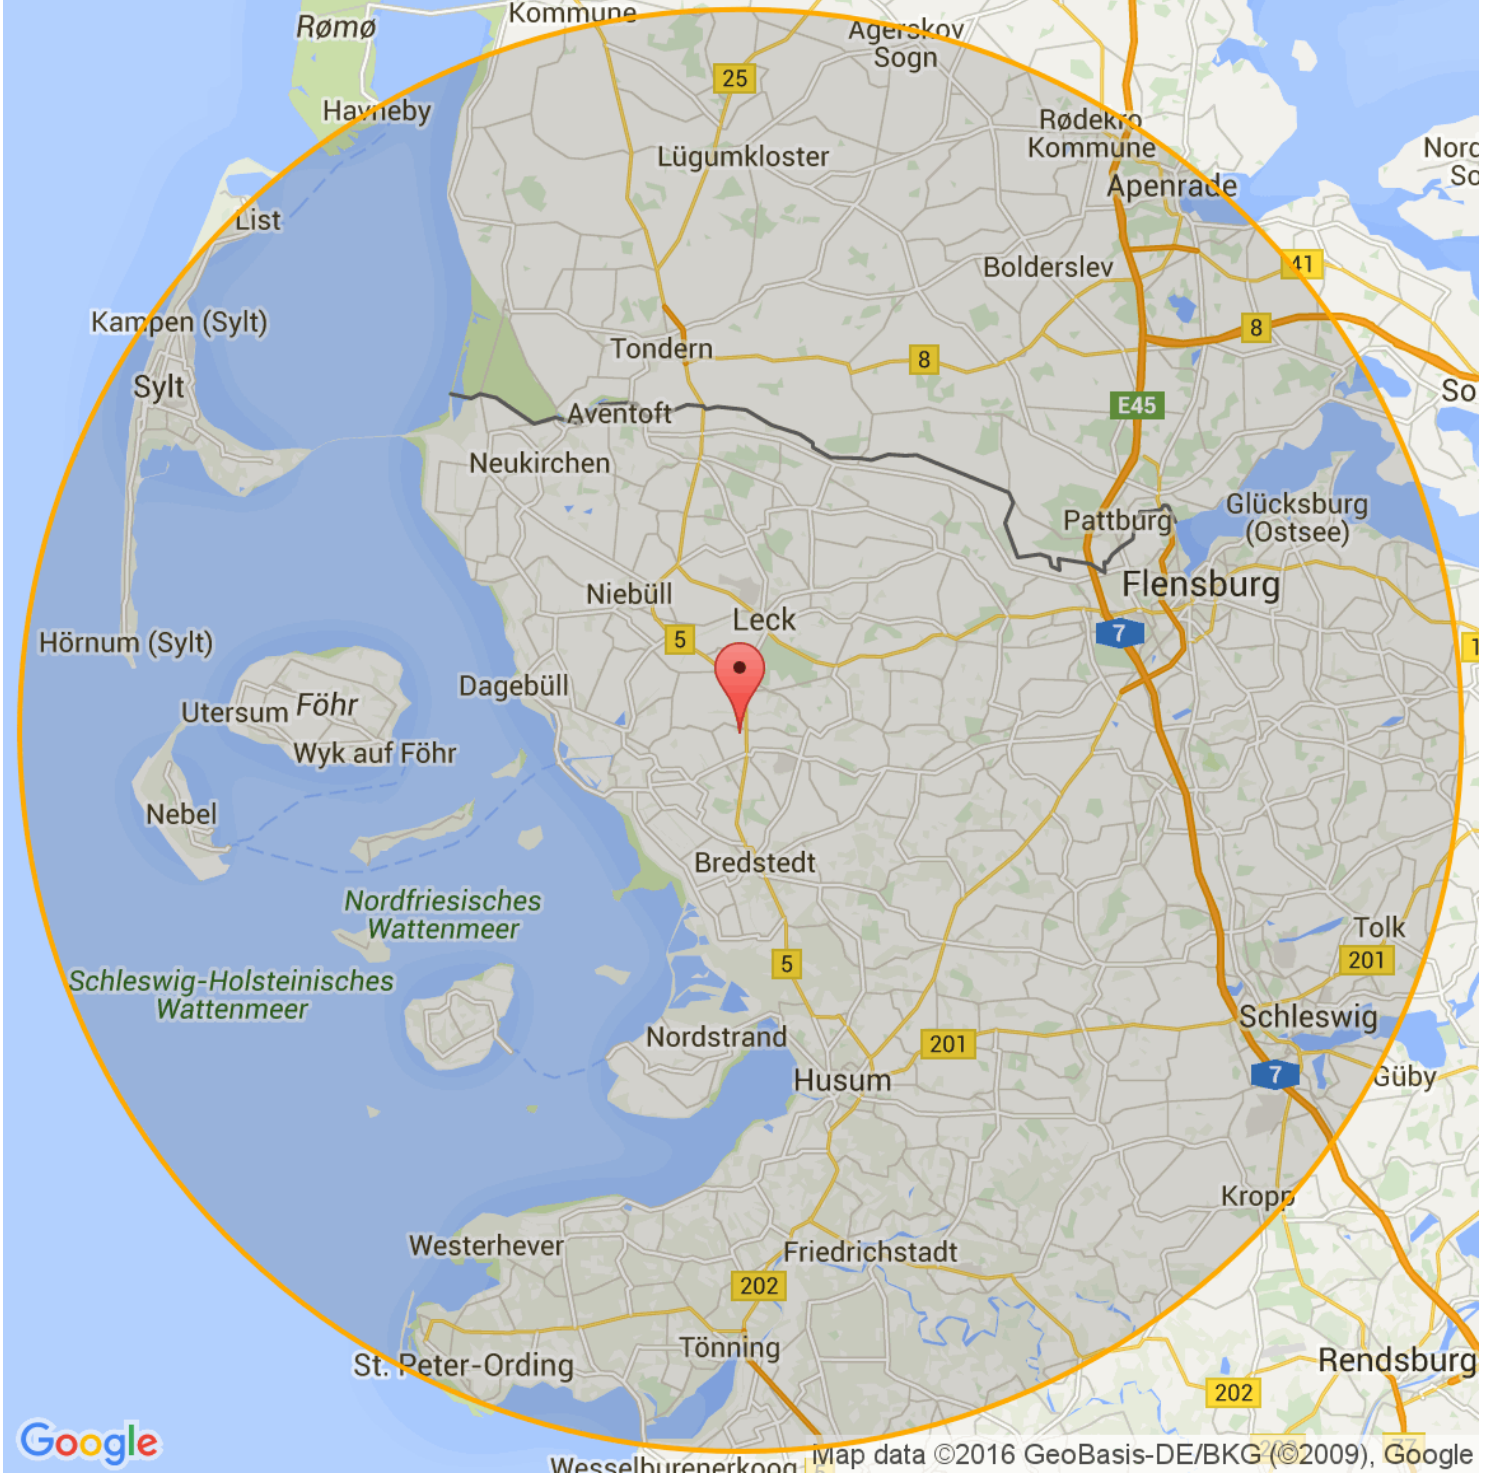 Kommune
Rømø
Agerskov
Sogn
25
Havneby
Rødekro
Kommune
Lügumkloster
Apenrade
List
Bolderslev
41
Kampen (Sylt)
8
Tondern
8
Sylt
E45
Aventoft
Neukirchen
Glücksburg
(Ostsee)
Pattburg
Flensburg
Niebüll
Leck
7
5
Hörnum (Sylt)
Dagebüll
Föhr
Utersum
Wyk auf Föhr
Nebel
Bredstedt
Nordfriesisches
Wattenmeer
Tolk
201
5
Schleswig-Holsteinisches
Wattenmeer
Schleswig
Nordstrand
201
Husum
7
Güby
Kropp
Westerhever
Friedrichstadt
202
Tönning
St. Peter-Ording
Rendsburg
202
Google
Map data ©2016 GeoBasis-DE/BKG (©2009), Google
Wesselburenerkoog